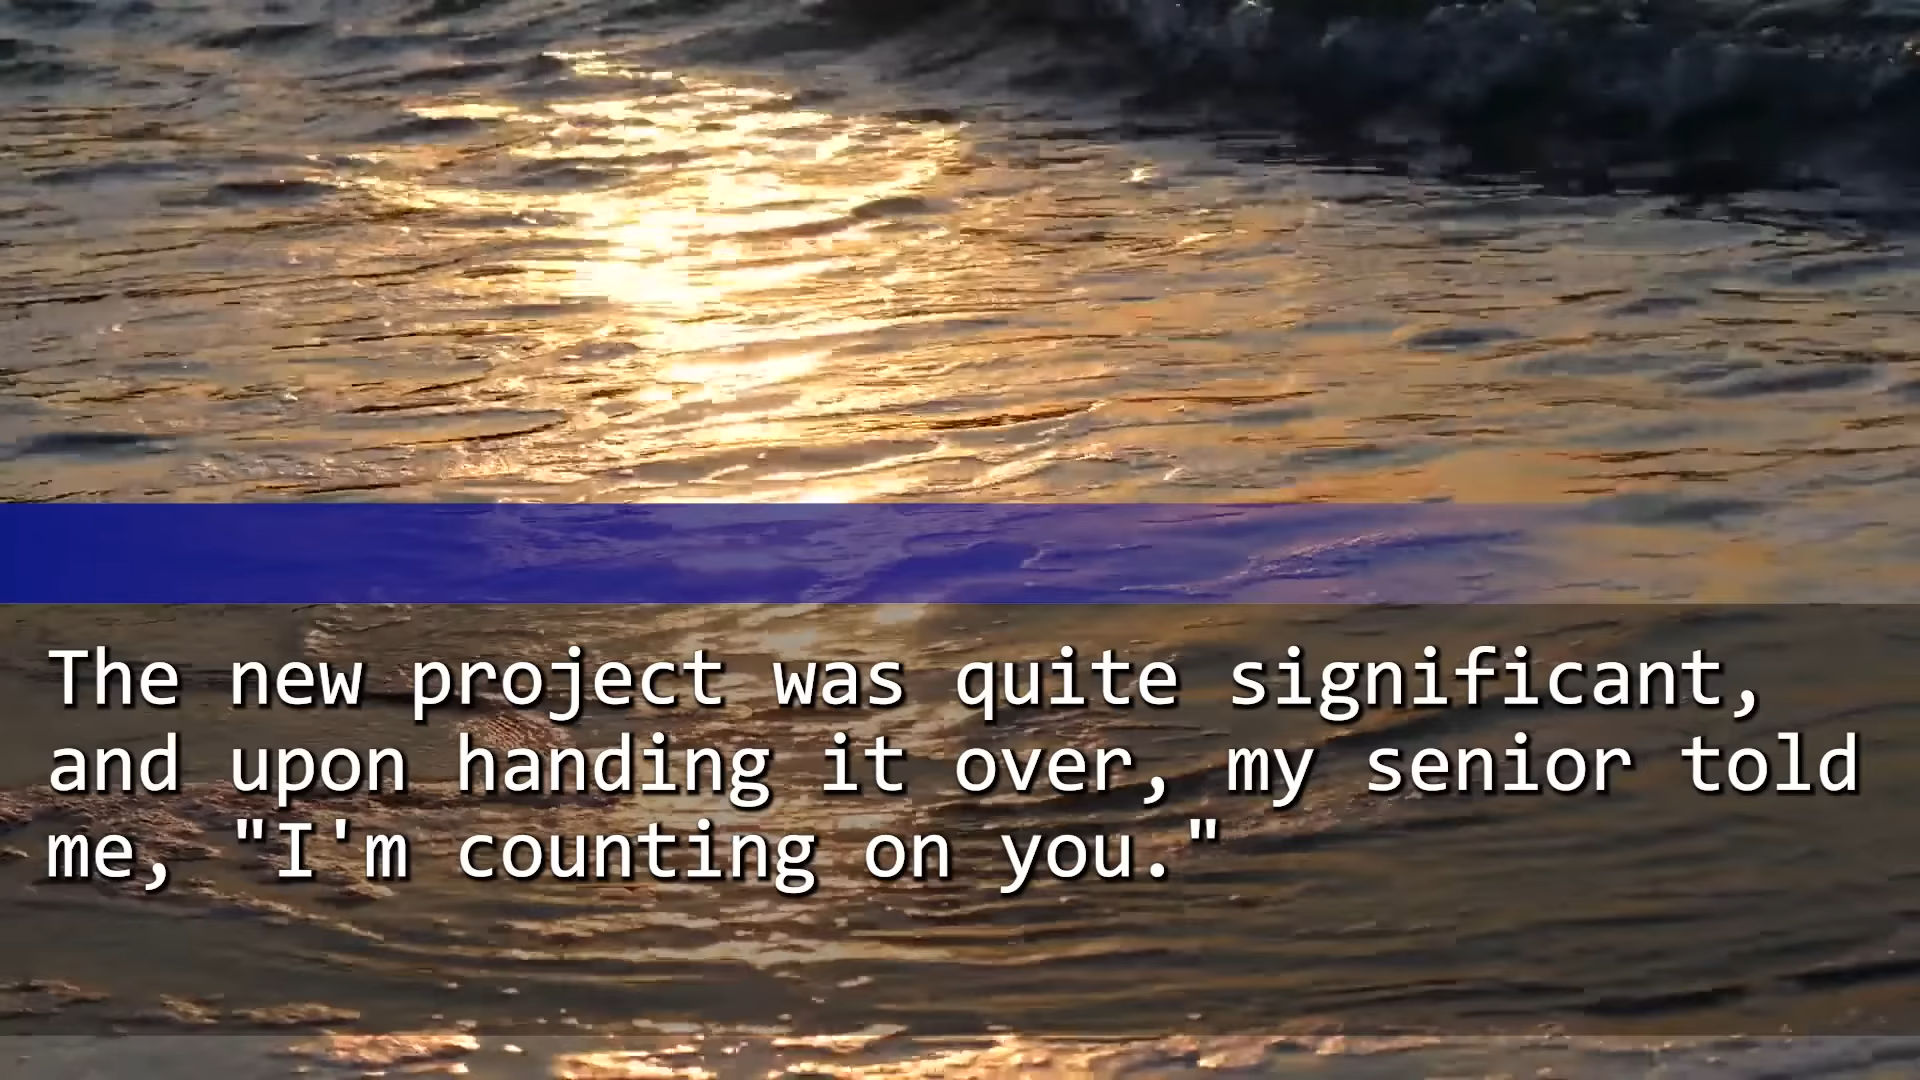 The new project was quite significant,
and upon handing it over, my senior told
me, "I'm counting on you."